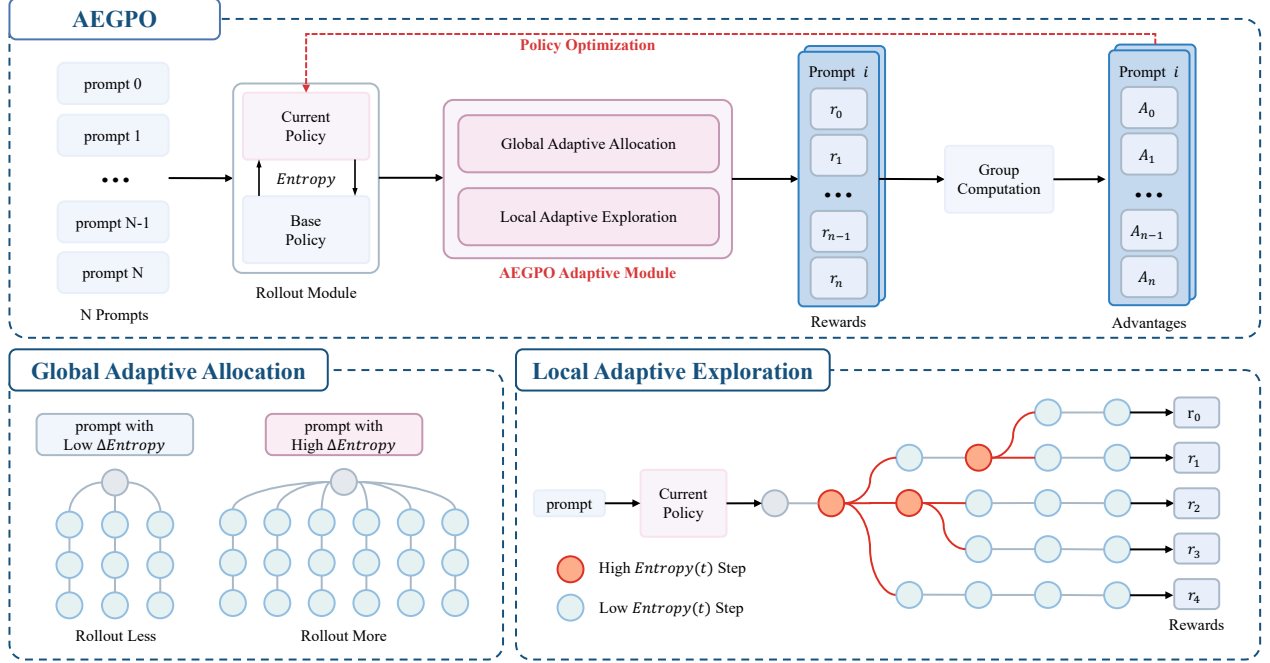 AEGPO
Policy Optimization
prompt 0
prompt 1
...
prompt N-1
prompt N
N Prompts
Current
Policy
Entropy
Base
Policy
Rollout Module
Global Adaptive Allocation
Local Adaptive Exploration
AEGPO Adaptive Module
Prompt i
r₀
r₁
...
rₙ₋₁
rₙ
Rewards
Group
Computation
Prompt i
A₀
A₁
...
Aₙ₋₁
Aₙ
Advantages
Global Adaptive Allocation
prompt with
Low ΔEntropy
prompt with
High ΔEntropy
Rollout Less
Rollout More
Local Adaptive Exploration
prompt
Current
Policy
High Entropy(t) Step
Low Entropy(t) Step
r₀
r₁
r₂
r₃
r₄
Rewards